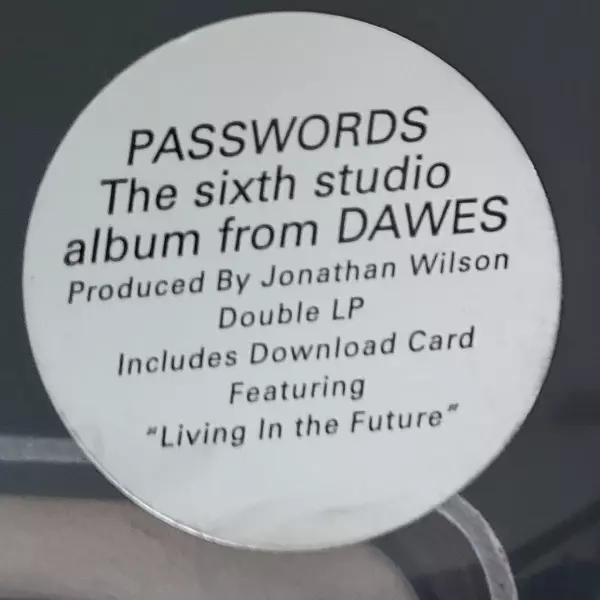 PASSWORDS
The sixth studio
album from DAWES
Produced By Jonathan Wilson
Double LP
Includes Download Card
Featuring
"Living In the Future"